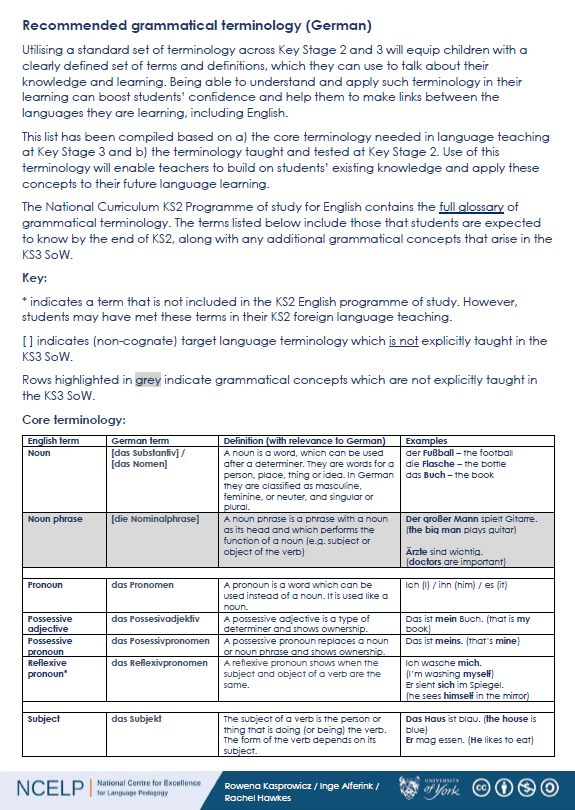 Recommended grammatical terminology (German)
Utilising a standard set of terminology across Key Stage 2 and 3 will equip children with a
clearly defined set of terms and definitions, which they can use to talk about their
knowledge and learning. Being able to understand and apply such terminology in their
learning can boost students' confidence and help them to make links between the
languages they are learning, including English.
This list has been compiled based on a) the core terminology needed in language teaching
at Key Stage 3 and b) the terminology taught and tested at Key Stage 2. Use of this
terminology will enable teachers to build on students' existing knowledge and apply these
concepts to their future language learning.
The National Curriculum KS2 Programme of study for English contains the full glossary of
grammatical terminology. The terms listed below include those that students are expected
to know by the end of KS2, along with any additional grammatical concepts that arise in the
KS3 SoW.
Key:
* indicates a term that is not included in the KS2 English programme of study. However,
students may have met these terms in their KS2 foreign language teaching.
[ ] indicates (non-cognate) target language terminology which is not explicitly taught in the
KS3 SoW.
Rows highlighted in grey indicate grammatical concepts which are not explicitly taught in
the KS3 SoW.
Core terminology:
English term
German term
Definition (with relevance to German)
Examples
Noun
[das Substantiv] /
[das Nomen]
A noun is a word, which can be used
after a determiner. They are words for a
person, place, thing or idea. In German
they are classified as masculine,
feminine, or neuter, and singular or
plural.
der Fußball – the football
die Flasche – the bottle
das Buch – the book
Noun phrase
[die Nominalphrase]
A noun phrase is a phrase with a noun
as its head and which performs the
function of a noun (e.g. subject or
object of the verb)
Der großer Mann spielt Gitarre.
(the big man plays guitar)
Ärzte sind wichtig.
(doctors are important)
Pronoun
das Pronomen
A pronoun is a word which can be
used instead of a noun. It is used like a
noun.
Ich (I) / ihn (him) / es (it)
Possessive
adjective
das Possesivadjektiv
A possessive adjective is a type of
determiner and shows ownership.
Das ist mein Buch. (that is my
book)
Possessive
pronoun
das Posessivpronomen
A possessive pronoun replaces a noun
or noun phrase and shows ownership.
Das ist meins. (that's mine)
Reflexive
pronoun*
das Reflexivpronomen
A reflexive pronoun shows when the
subject and object of a verb are the
same.
Ich wasche mich.
(I'm washing myself)
Er sieht sich im Spiegel.
(he sees himself in the mirror)
Subject
das Subjekt
The subject of a verb is the person or
thing that is doing (or being) the verb.
The form of the verb depends on its
subject.
Das Haus ist blau. (the house is
blue)
Er mag essen. (He likes to eat)
NCELP
National Centre for Excellence
for Language Pedagogy
Rowena Kasprowicz / Inge Alferink /
Rachel Hawkes
UNIVERSITY
of York
cc